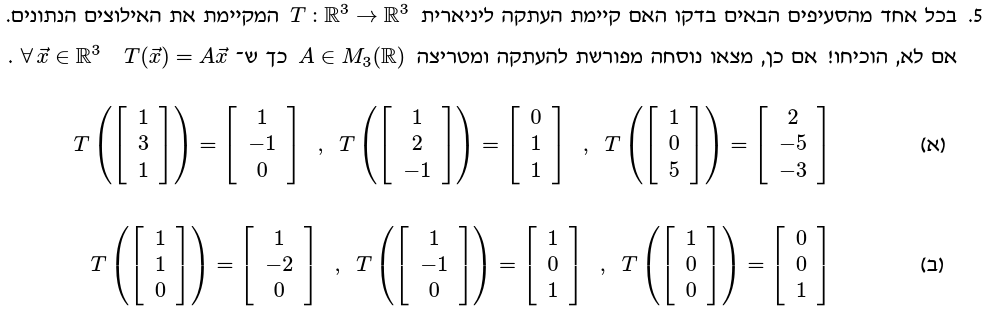 5. בכל אחד מהסעיפים הבאים בדקו האם קיימת העתקה ליניארית T : ℝ³ → ℝ³ המקיימת את האילוצים הנתונים.
אם לא, הוכיחו! אם כן, מצאו נוסחה מפורשת להעתקה ומטריצה A ∈ M₃(ℝ) כך ש־ ∀ x⃗ ∈ ℝ³ T(x⃗) = Ax⃗ .
(א) T([1 3 1]) = [1 −1 0] , T([1 2 −1]) = [0 1 1] , T([1 0 5]) = [2 −5 −3]
(ב) T([1 1 0]) = [1 −2 0] , T([1 −1 0]) = [1 0 1] , T([1 0 0]) = [0 0 1]